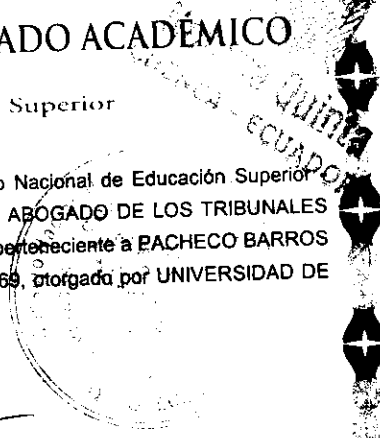 ADO ACADÉMICO
Superior
Quinta
ECUADOR
o Nacional de Educación Superior
ABOGADO DE LOS TRIBUNALES
perteneciente a PACHECO BARROS
69, otorgado por UNIVERSIDAD DE